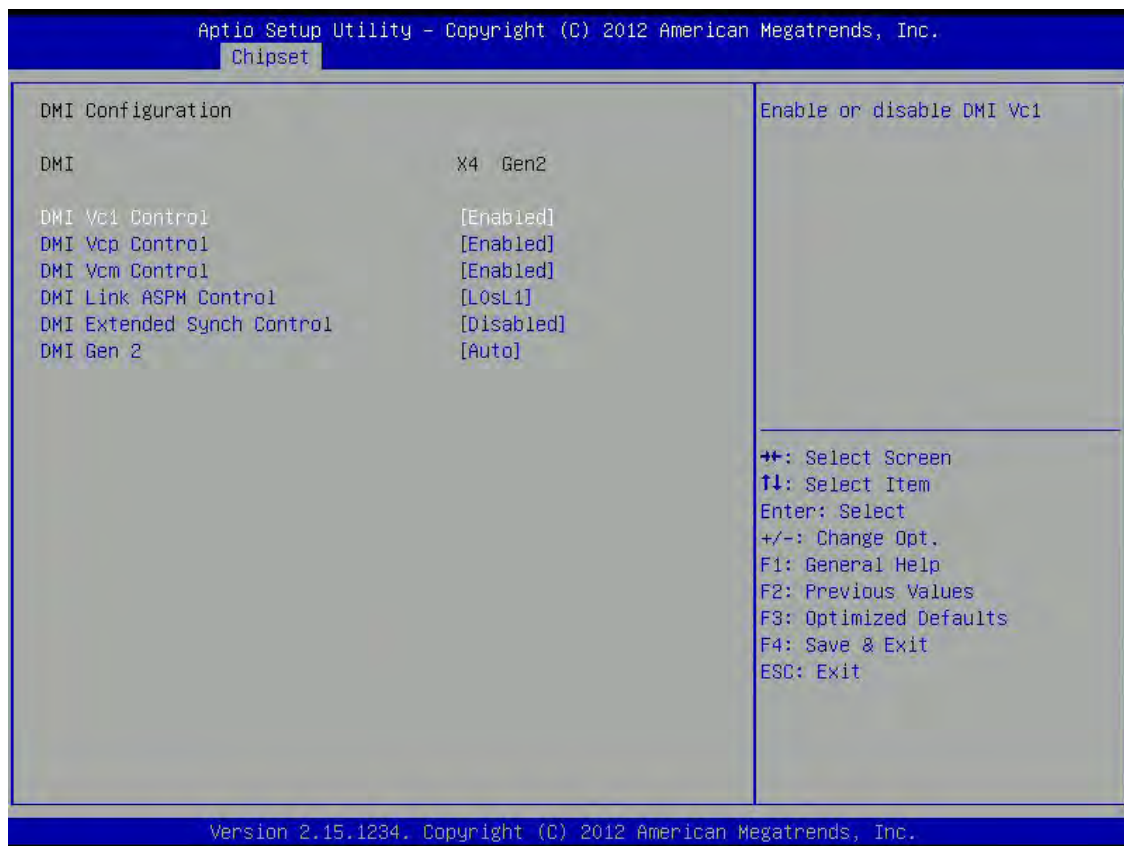 Aptio Setup Utility – Copyright (C) 2012 American Megatrends, Inc.
Chipset
DMI Configuration
DMI X4 Gen2
DMI Vc1 Control [Enabled]
DMI Vcp Control [Enabled]
DMI Vcm Control [Enabled]
DMI Link ASPM Control [L0sL1]
DMI Extended Synch Control [Disabled]
DMI Gen 2 [Auto]
Enable or disable DMI Vc1
→←: Select Screen
↑↓: Select Item
Enter: Select
+/-: Change Opt.
F1: General Help
F2: Previous Values
F3: Optimized Defaults
F4: Save & Exit
ESC: Exit
Version 2.15.1234. Copyright (C) 2012 American Megatrends, Inc.